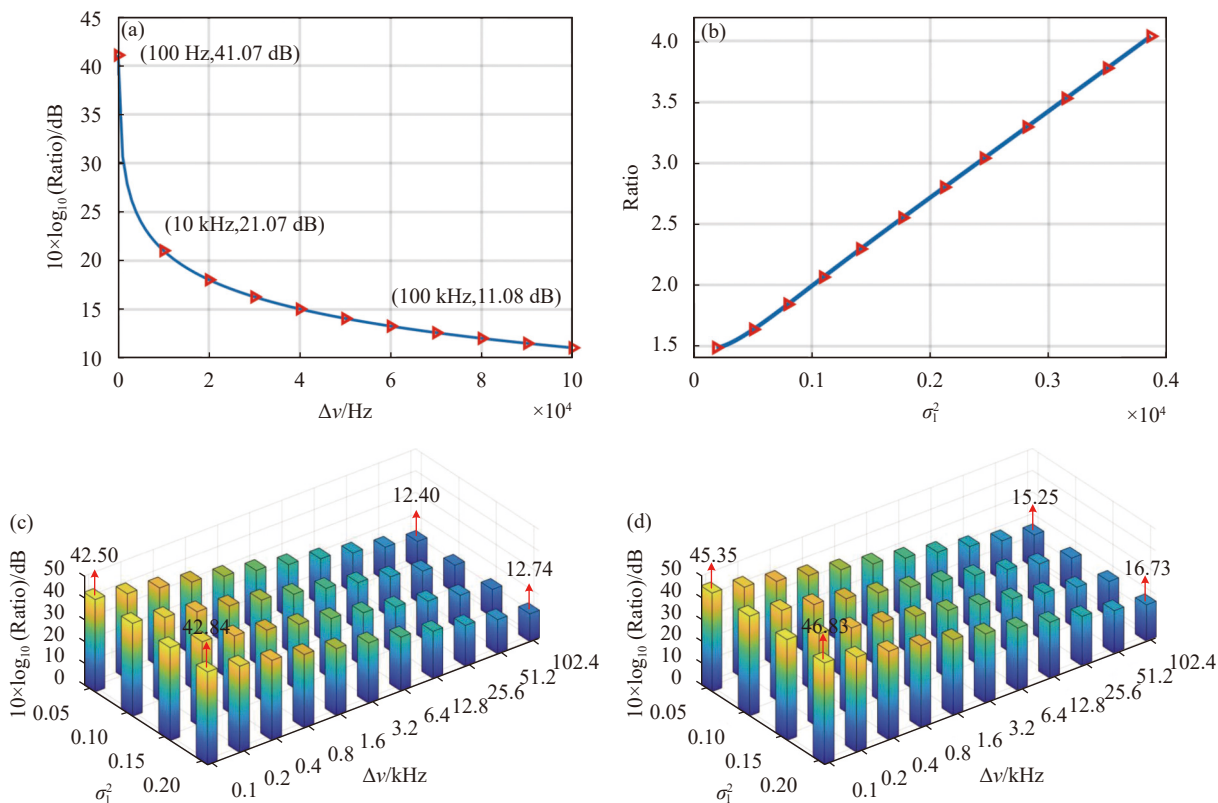 (a)
10×log₁₀ (Ratio)/dB
45
40
35
30
25
20
15
10
(100 Hz,41.07 dB)
(10 kHz,21.07 dB)
(100 kHz,11.08 dB)
0 2 4 6 8 10
Δv/Hz
×10⁴
(b)
Ratio
4.0
3.5
3.0
2.5
2.0
1.5
0 0.1 0.2 0.3 0.4
σ₁²
×10⁴
(c)
10×log₁₀ (Ratio)/dB
50
40
30
20
10
0
42.50
42.84
12.40
12.74
0.05
0.10
0.15
0.20
σ₁²
0.1 0.2 0.4 0.8 1.6 3.2 6.4 12.8 25.6 51.2 102.4
Δv/kHz
(d)
10×log₁₀ (Ratio)/dB
50
40
30
20
10
0
45.35
46.83
15.25
16.73
0.05
0.10
0.15
0.20
σ₁²
0.1 0.2 0.4 0.8 1.6 3.2 6.4 12.8 25.6 51.2 102.4
Δv/kHz